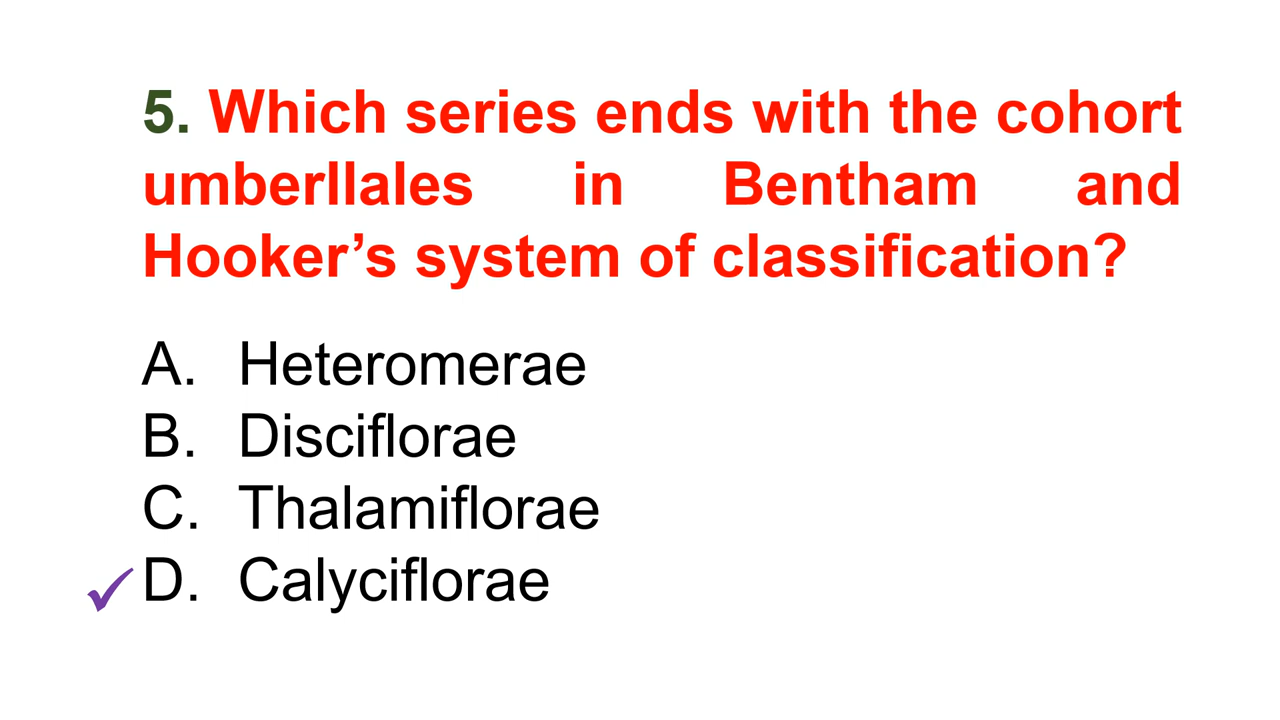 5. Which series ends with the cohort
umberllales in Bentham and
Hooker’s system of classification?
A. Heteromerae
B. Disciflorae
C. Thalamiflorae
D. Calyciflorae